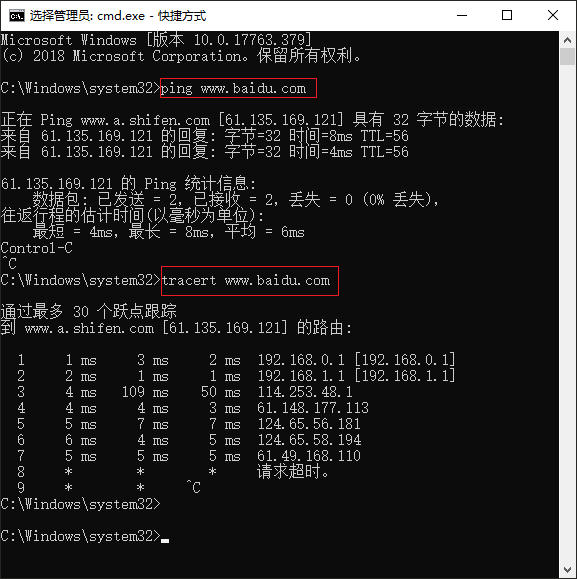 选择管理员: cmd.exe - 快捷方式
Microsoft Windows [版本 10.0.17763.379]
(c) 2018 Microsoft Corporation。保留所有权利。
C:\Windows\system32>ping www.baidu.com
正在 Ping www.a.shifen.com [61.135.169.121] 具有 32 字节的数据:
来自 61.135.169.121 的回复: 字节=32 时间=8ms TTL=56
来自 61.135.169.121 的回复: 字节=32 时间=4ms TTL=56
61.135.169.121 的 Ping 统计信息:
    数据包: 已发送 = 2，已接收 = 2，丢失 = 0 (0% 丢失)，
往返行程的估计时间(以毫秒为单位):
    最短 = 4ms，最长 = 8ms，平均 = 6ms
Control-C
^C
C:\Windows\system32>tracert www.baidu.com
通过最多 30 个跃点跟踪
到 www.a.shifen.com [61.135.169.121] 的路由:
  1     1 ms     3 ms     2 ms  192.168.0.1 [192.168.0.1]
  2     2 ms     1 ms     1 ms  192.168.1.1 [192.168.1.1]
  3     4 ms   109 ms    50 ms  114.253.48.1
  4     4 ms     4 ms     3 ms  61.148.177.113
  5     5 ms     7 ms     7 ms  124.65.56.181
  6     6 ms     4 ms     5 ms  124.65.58.194
  7     5 ms     5 ms     5 ms  61.49.168.110
  8     *        *        *     请求超时。
  9     *        *     ^C
C:\Windows\system32>
C:\Windows\system32>